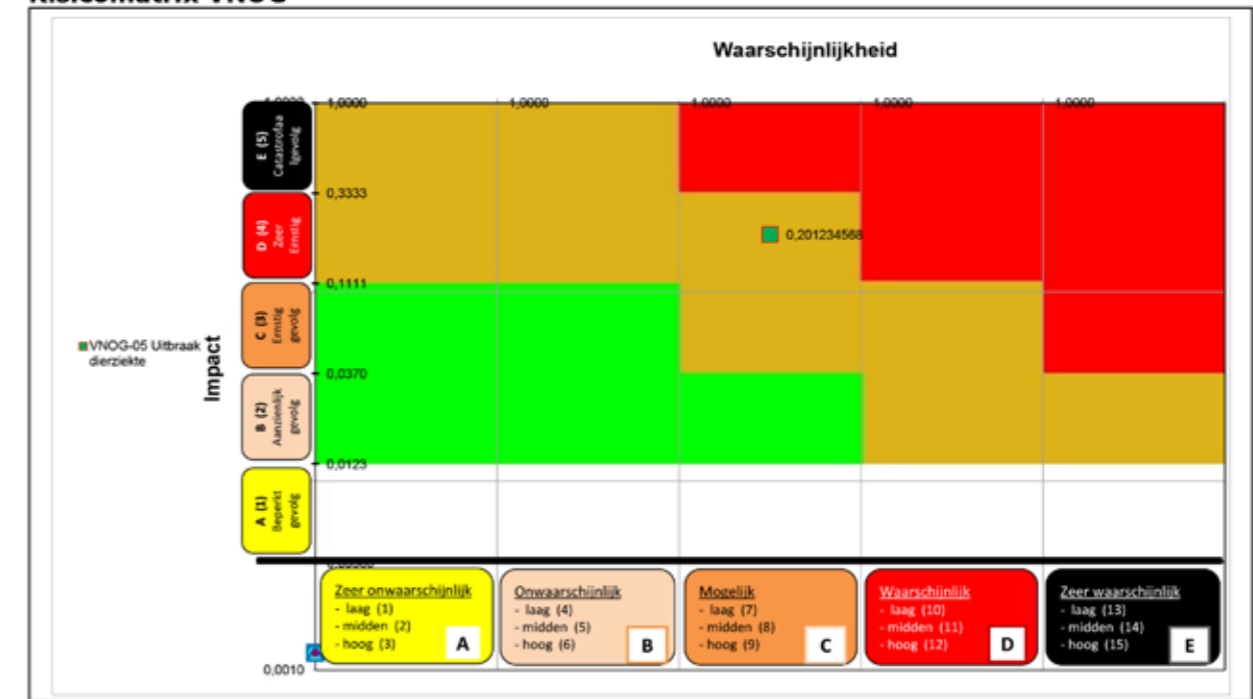 Risicomatrix VNOG
Waarschijnlijkheid
1,0000
1,0000
1,0000
1,0000
1,0000
1,0000
E (5)
Catastrofaa
lgevolg
0,3333
D (4)
Zeer
Ernstig
0,201234568
0,1111
C (3)
Ernstig
gevolg
VNOG-05 Uitbraak
dierziekte
Impact
0,0370
B (2)
Aanzienlijk
gevolg
0,0123
A (1)
Beperkt
gevolg
Zeer onwaarschijnlijk
- laag (1)
- midden (2)
- hoog (3)
A
Onwaarschijnlijk
- laag (4)
- midden (5)
- hoog (6)
B
Mogelijk
- laag (7)
- midden (8)
- hoog (9)
C
Waarschijnlijk
- laag (10)
- midden (11)
- hoog (12)
D
Zeer waarschijnlijk
- laag (13)
- midden (14)
- hoog (15)
E
0,0010